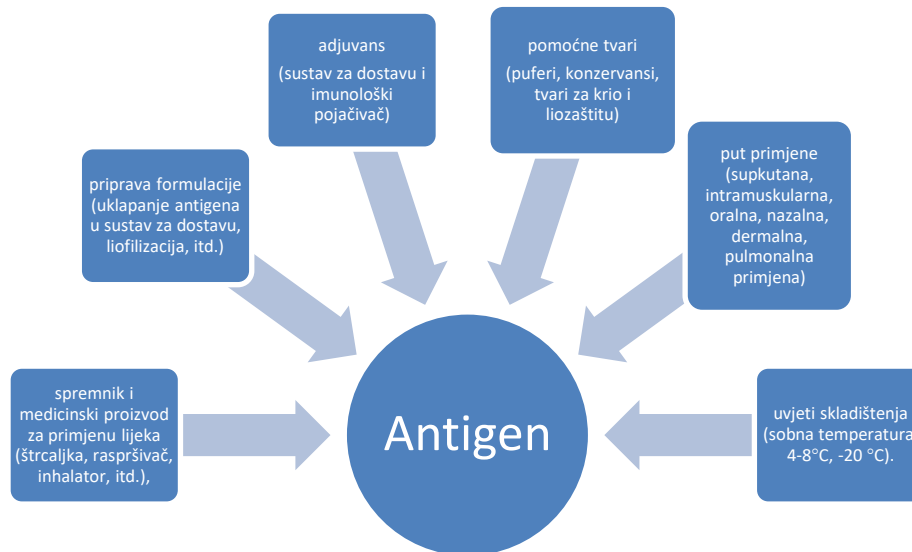 adjuvans
(sustav za dostavu i
imunološki
pojačivač)
pomoćne tvari
(puferi, konzervansi,
tvari za krio i
liozaštitu)
priprava formulacije
(uklapanje antigena
u sustav za dostavu,
liofilizacija, itd.)
put primjene
(supkutana,
intramuskularna,
oralna, nazalna,
dermalna,
pulmonalna
primjena)
spremnik i
medicinski proizvod
za primjenu lijeka
(štrcaljka, raspršivač,
inhalator, itd.),
Antigen
uvjeti skladištenja
(sobna temperatura,
4-8°C, -20 °C).